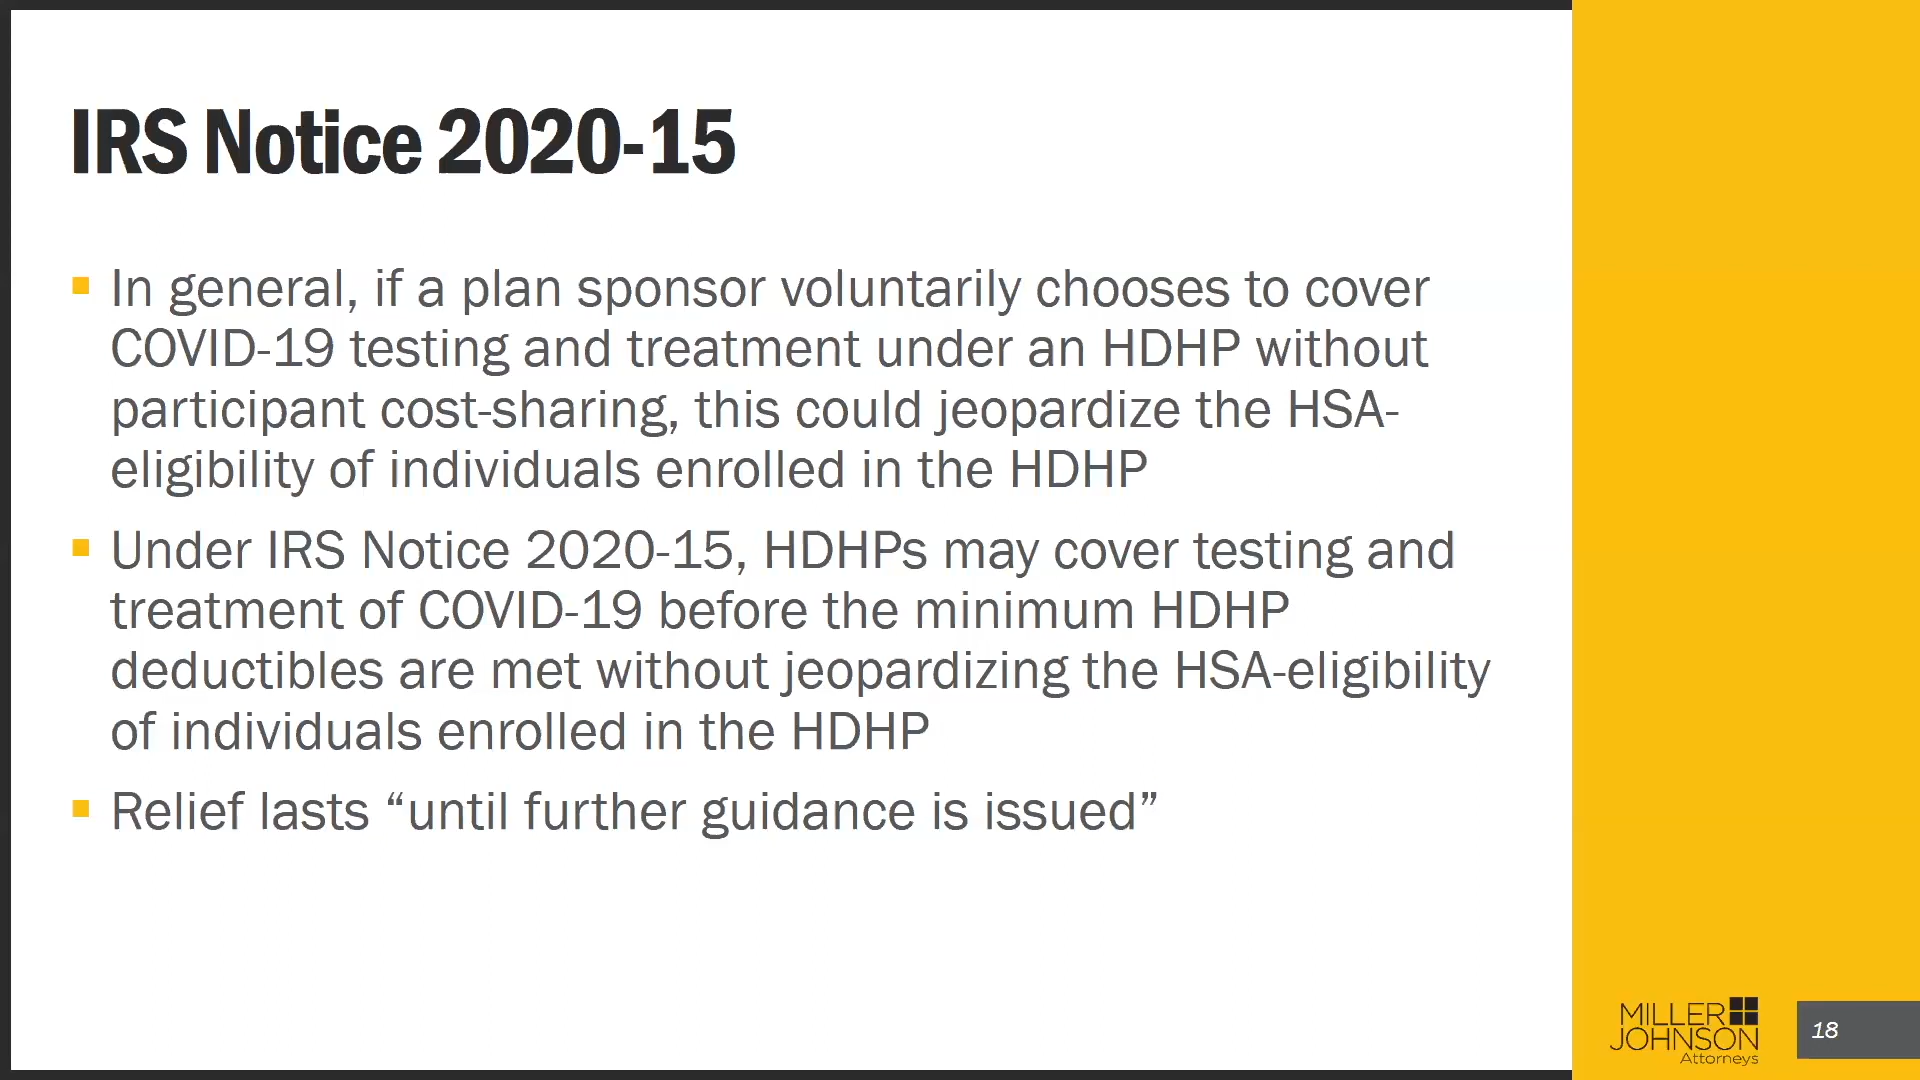 IRS Notice 2020-15
In general, if a plan sponsor voluntarily chooses to cover
COVID-19 testing and treatment under an HDHP without
participant cost-sharing, this could jeopardize the HSA-
eligibility of individuals enrolled in the HDHP
Under IRS Notice 2020-15, HDHPs may cover testing and
treatment of COVID-19 before the minimum HDHP
deductibles are met without jeopardizing the HSA-eligibility
of individuals enrolled in the HDHP
Relief lasts “until further guidance is issued”
MILLER
JOHNSON
Attorneys
18